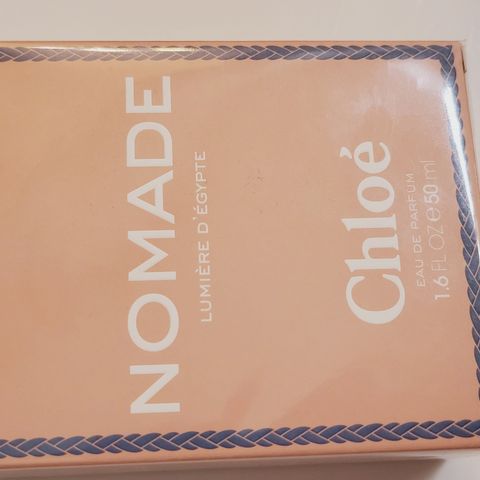 NOMADE
LUMIÈRE D'ÉGYPTE
Chloé
EAU DE PARFUM
1.6 FL OZ e 50 ml